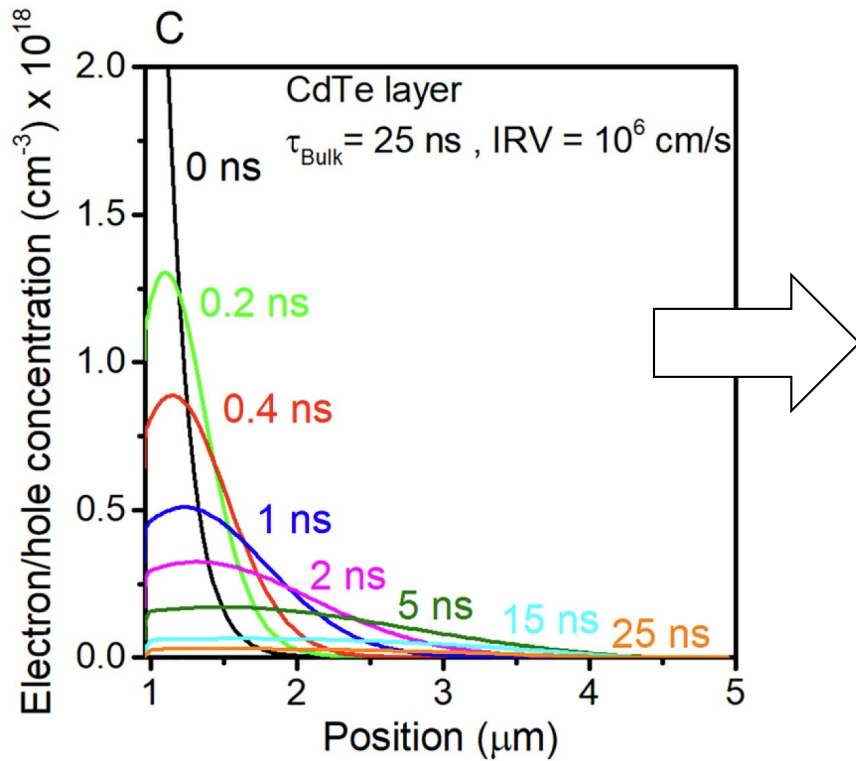 C
Electron/hole concentration (cm⁻³) x 10¹⁸
2.0
1.5
1.0
0.5
0.0
CdTe layer
τBulk= 25 ns , IRV = 10⁶ cm/s
0 ns
0.2 ns
0.4 ns
1 ns
2 ns
5 ns
15 ns
25 ns
1 2 3 4 5
Position (μm)